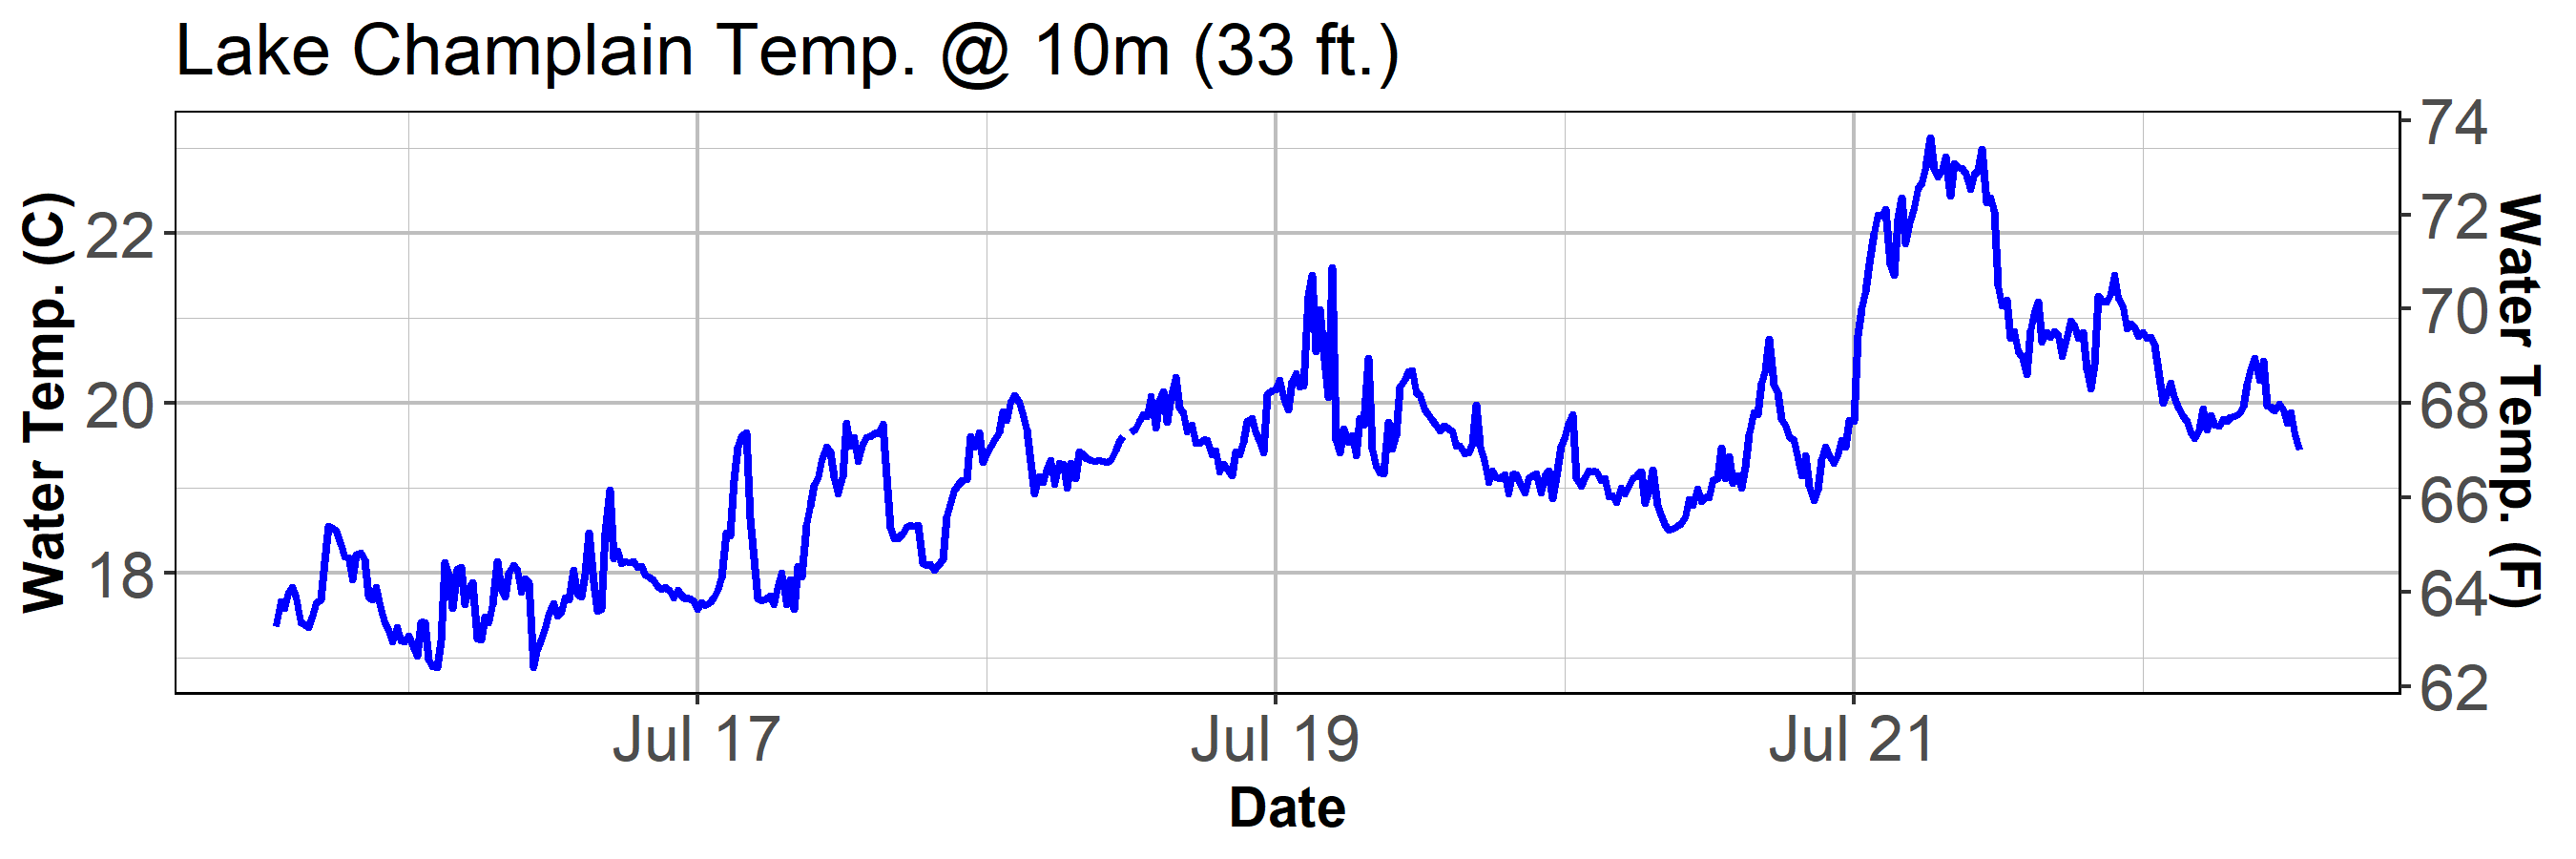 Lake Champlain Temp. @ 10m (33 ft.)
Water Temp. (C)
22
20
18
74
72
70
68
66
64
62
Water Temp. (F)
Jul 17 Jul 19 Jul 21
Date